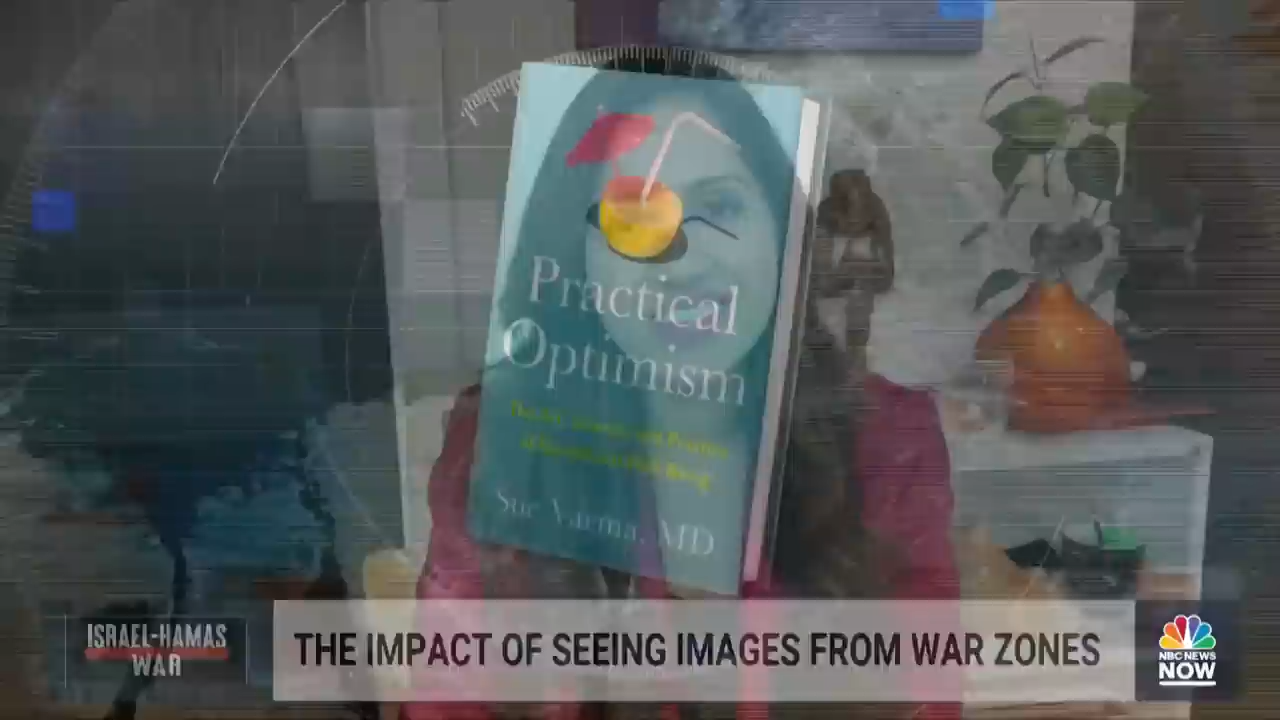 Practical
Optimism
Sue Varma, MD
ISRAEL-HAMAS
WAR
THE IMPACT OF SEEING IMAGES FROM WAR ZONES
NBC NEWS
NOW